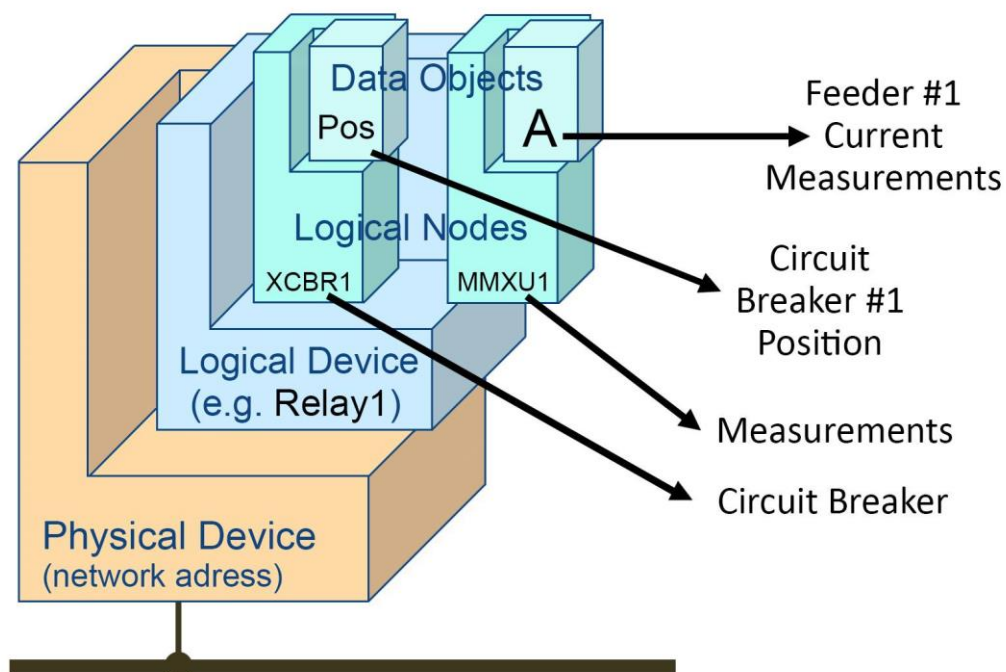 Data Objects
Pos
A
Feeder #1
Current
Measurements
Logical Nodes
XCBR1
MMXU1
Circuit
Breaker #1
Position
Logical Device
(e.g. Relay1)
Measurements
Circuit Breaker
Physical Device
(network adress)